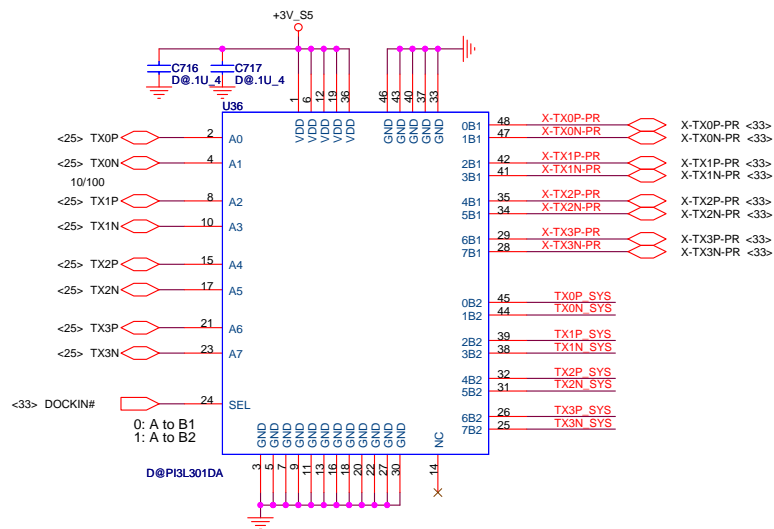 +3V_S5
C716
D@.1U_4
C717
D@.1U_4
U36
1 6 12 19 36
VDD VDD VDD VDD VDD
46 43 40 37 33
GND GND GND GND GND
<25> TX0P 2 A0
<25> TX0N 4 A1
10/100
<25> TX1P 8 A2
<25> TX1N 10 A3
<25> TX2P 15 A4
<25> TX2N 17 A5
<25> TX3P 21 A6
<25> TX3N 23 A7
<33> DOCKIN# 24 SEL
0: A to B1
1: A to B2
0B1 48 X-TX0P-PR X-TX0P-PR <33>
1B1 47 X-TX0N-PR X-TX0N-PR <33>
2B1 42 X-TX1P-PR X-TX1P-PR <33>
3B1 41 X-TX1N-PR X-TX1N-PR <33>
4B1 35 X-TX2P-PR X-TX2P-PR <33>
5B1 34 X-TX2N-PR X-TX2N-PR <33>
6B1 29 X-TX3P-PR X-TX3P-PR <33>
7B1 28 X-TX3N-PR X-TX3N-PR <33>
0B2 45 TX0P_SYS
1B2 44 TX0N_SYS
2B2 39 TX1P_SYS
3B2 38 TX1N_SYS
4B2 32 TX2P_SYS
5B2 31 TX2N_SYS
6B2 26 TX3P_SYS
7B2 25 TX3N_SYS
GND GND GND GND GND GND GND GND GND GND GND GND NC
3 5 7 9 11 13 16 18 20 22 27 30 14
D@PI3L301DA